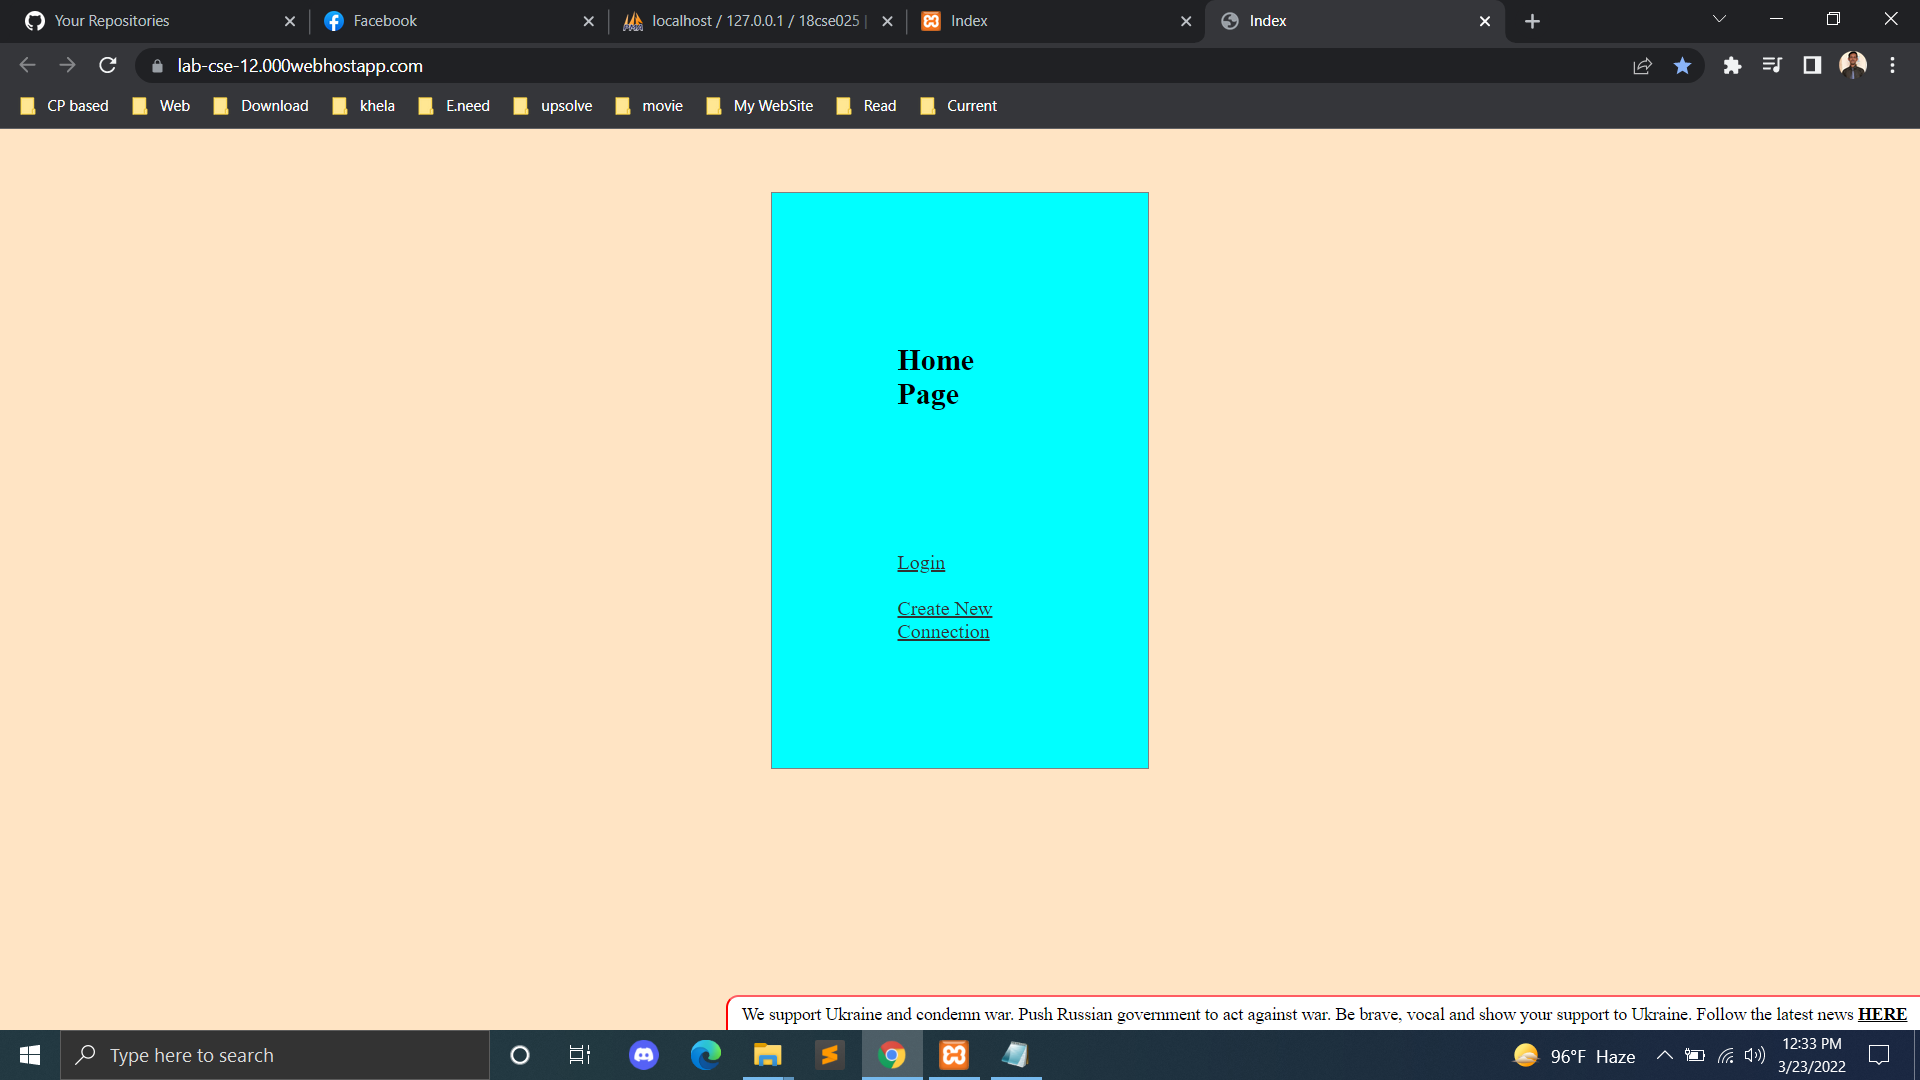 Your Repositories
Facebook
localhost / 127.0.0.1 / 18cse025 |
Index
Index
lab-cse-12.000webhostapp.com
CP based
Web
Download
khela
E.need
upsolve
movie
My WebSite
Read
Current
Home
Page
Login
Create New
Connection
We support Ukraine and condemn war. Push Russian government to act against war. Be brave, vocal and show your support to Ukraine. Follow the latest news HERE
Type here to search
96°F Haze
12:33 PM
3/23/2022